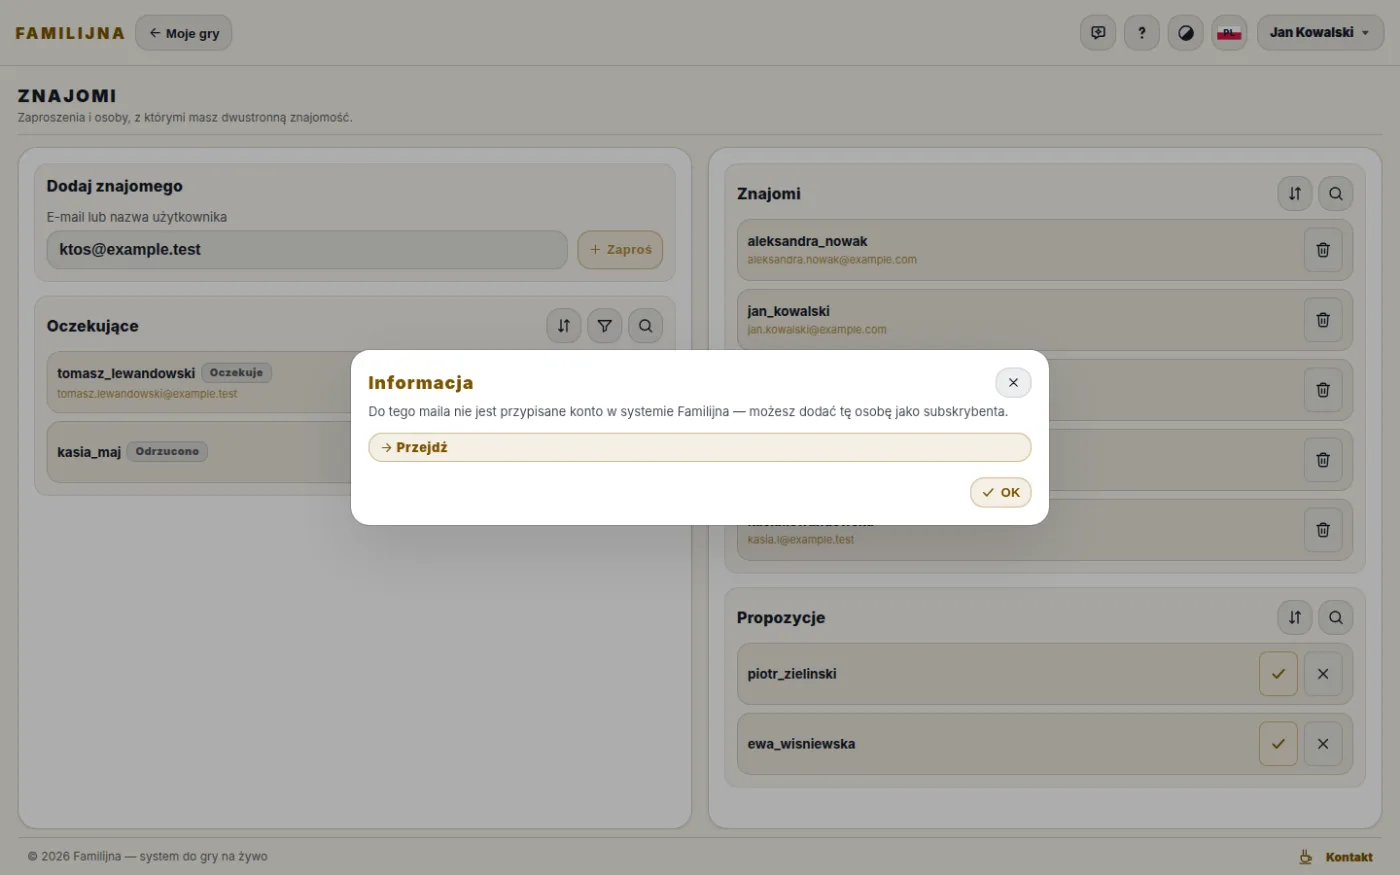 FAMILIJNA
← Moje gry
?
PL
Jan Kowalski
ZNAJOMI
Zaproszenia i osoby, z którymi masz dwustronną znajomość.
Dodaj znajomego
E-mail lub nazwa użytkownika
ktos@example.test
+ Zaproś
Oczekujące
tomasz_lewandowski Oczekuje
tomasz.lewandowski@example.test
kasia_maj Odrzucono
Znajomi
aleksandra_nowak
aleksandra.nowak@example.com
jan_kowalski
jan.kowalski@example.com
kasia.l@example.test
Propozycje
piotr_zielinski
ewa_wisniewska
Informacja
Do tego maila nie jest przypisane konto w systemie Familijna — możesz dodać tę osobę jako subskrybenta.
→ Przejdź
✓ OK
© 2026 Familijna — system do gry na żywo
Kontakt